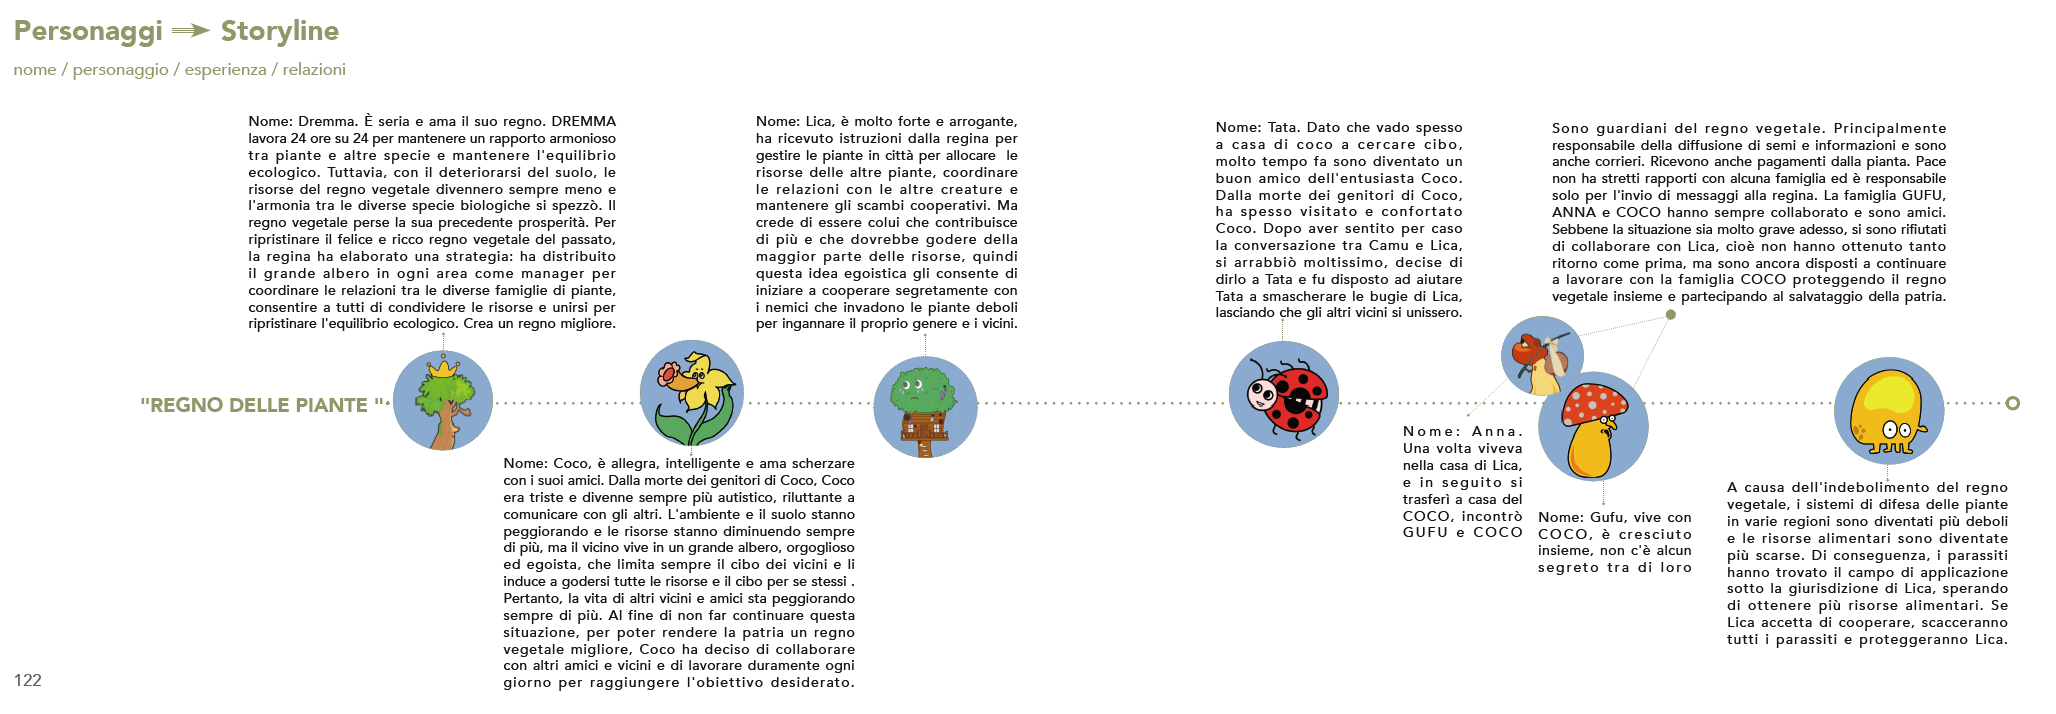 Personaggi Storyline
nome / personaggio / esperienza / relazioni
Nome: Dremma. È seria e ama il suo regno. DREMMA
lavora 24 ore su 24 per mantenere un rapporto armonioso
tra piante e altre specie e mantenere l'equilibrio
ecologico. Tuttavia, con il deteriorarsi del suolo, le
risorse del regno vegetale divennero sempre meno e
l'armonia tra le diverse specie biologiche si spezzò. Il
regno vegetale perse la sua precedente prosperità. Per
ripristinare il felice e ricco regno vegetale del passato,
la regina ha elaborato una strategia: ha distribuito
il grande albero in ogni area come manager per
coordinare le relazioni tra le diverse famiglie di piante,
consentire a tutti di condividere le risorse e unirsi per
ripristinare l'equilibrio ecologico. Crea un regno migliore.
Nome: Lica, è molto forte e arrogante,
ha ricevuto istruzioni dalla regina per
gestire le piante in città per allocare le
risorse delle altre piante, coordinare
le relazioni con le altre creature e
mantenere gli scambi cooperativi. Ma
crede di essere colui che contribuisce
di più e che dovrebbe godere della
maggior parte delle risorse, quindi
questa idea egoistica gli consente di
iniziare a cooperare segretamente con
i nemici che invadono le piante deboli
per ingannare il proprio genere e i vicini.
Nome: Tata. Dato che vado spesso
a casa di coco a cercare cibo,
molto tempo fa sono diventato un
buon amico dell'entusiasta Coco.
Dalla morte dei genitori di Coco,
ha spesso visitato e confortato
Coco. Dopo aver sentito per caso
la conversazione tra Camu e Lica,
si arrabbiò moltissimo, decise di
dirlo a Tata e fu disposto ad aiutare
Tata a smascherare le bugie di Lica,
lasciando che gli altri vicini si unissero.
Sono guardiani del regno vegetale. Principalmente
responsabile della diffusione di semi e informazioni e sono
anche corrieri. Ricevono anche pagamenti dalla pianta. Pace
non ha stretti rapporti con alcuna famiglia ed è responsabile
solo per l'invio di messaggi alla regina. La famiglia GUFU,
ANNA e COCO hanno sempre collaborato e sono amici.
Sebbene la situazione sia molto grave adesso, si sono rifiutati
di collaborare con Lica, cioè non hanno ottenuto tanto
ritorno come prima, ma sono ancora disposti a continuare
a lavorare con la famiglia COCO proteggendo il regno
vegetale insieme e partecipando al salvataggio della patria.
"REGNO DELLE PIANTE "
Nome: Coco, è allegra, intelligente e ama scherzare
con i suoi amici. Dalla morte dei genitori di Coco, Coco
era triste e divenne sempre più autistico, riluttante a
comunicare con gli altri. L'ambiente e il suolo stanno
peggiorando e le risorse stanno diminuendo sempre
di più, ma il vicino vive in un grande albero, orgoglioso
ed egoista, che limita sempre il cibo dei vicini e li
induce a godersi tutte le risorse e il cibo per se stessi .
Pertanto, la vita di altri vicini e amici sta peggiorando
sempre di più. Al fine di non far continuare questa
situazione, per poter rendere la patria un regno
vegetale migliore, Coco ha deciso di collaborare
con altri amici e vicini e di lavorare duramente ogni
giorno per raggiungere l'obiettivo desiderato.
Nome: Anna.
Una volta viveva
nella casa di Lica,
e in seguito si
trasferì a casa del
COCO, incontrò
GUFU e COCO
Nome: Gufu, vive con
COCO, è cresciuto
insieme, non c'è alcun
segreto tra di loro
A causa dell'indebolimento del regno
vegetale, i sistemi di difesa delle piante
in varie regioni sono diventati più deboli
e le risorse alimentari sono diventate
più scarse. Di conseguenza, i parassiti
hanno trovato il campo di applicazione
sotto la giurisdizione di Lica, sperando
di ottenere più risorse alimentari. Se
Lica accetta di cooperare, scacceranno
tutti i parassiti e proteggeranno Lica.
122